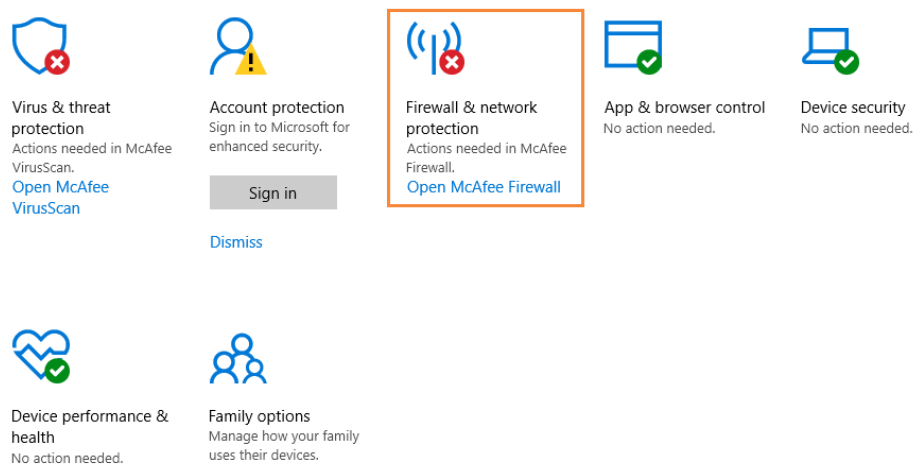 Virus & threat
protection
Actions needed in McAfee
VirusScan.
Open McAfee
VirusScan
Account protection
Sign in to Microsoft for
enhanced security.
Sign in
Dismiss
Firewall & network
protection
Actions needed in McAfee
Firewall.
Open McAfee Firewall
App & browser control
No action needed.
Device security
No action needed.
Device performance &
health
No action needed.
Family options
Manage how your family
uses their devices.